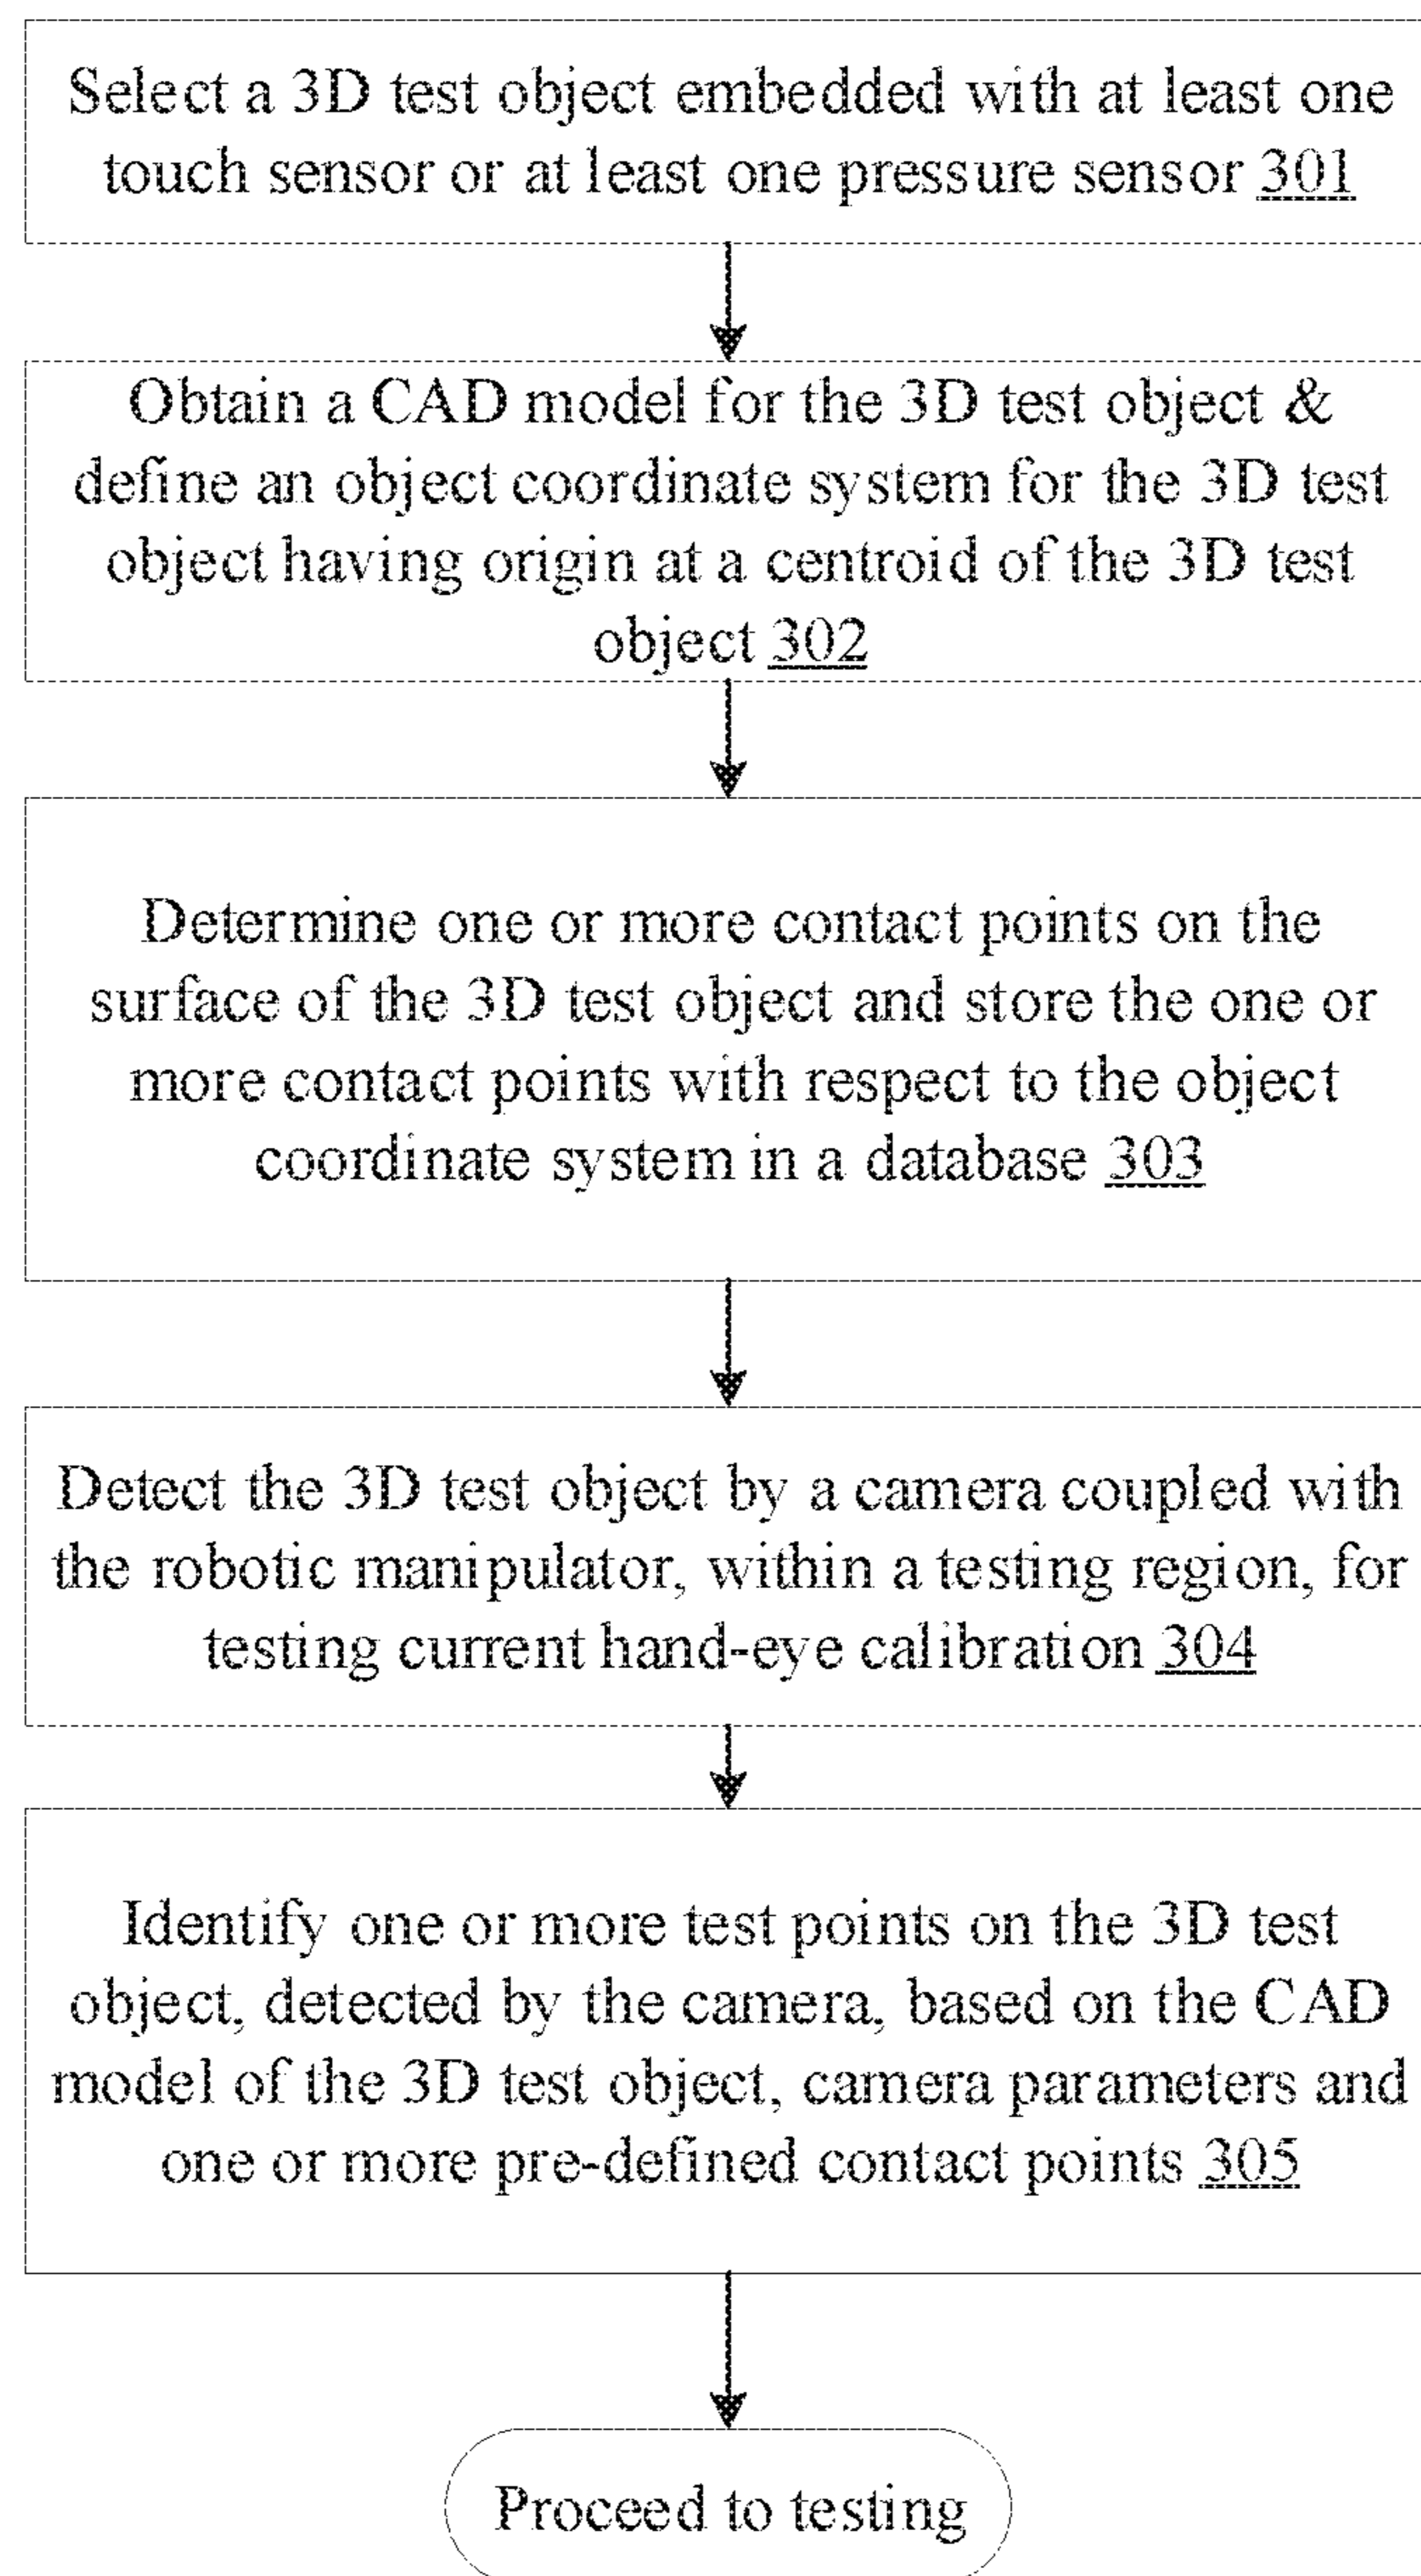 Select a 3D test object embedded with at least one
touch sensor or at least one pressure sensor 301
Obtain a CAD model for the 3D test object &
define an object coordinate system for the 3D test
object having origin at a centroid of the 3D test
object 302
Determine one or more contact points on the
surface of the 3D test object and store the one or
more contact points with respect to the object
coordinate system in a database 303
Detect the 3D test object by a camera coupled with
the robotic manipulator, within a testing region, for
testing current hand-eye calibration 304
Identify one or more test points on the 3D test
object, detected by the camera, based on the CAD
model of the 3D test object, camera parameters and
one or more pre-defined contact points 305
Proceed to testing